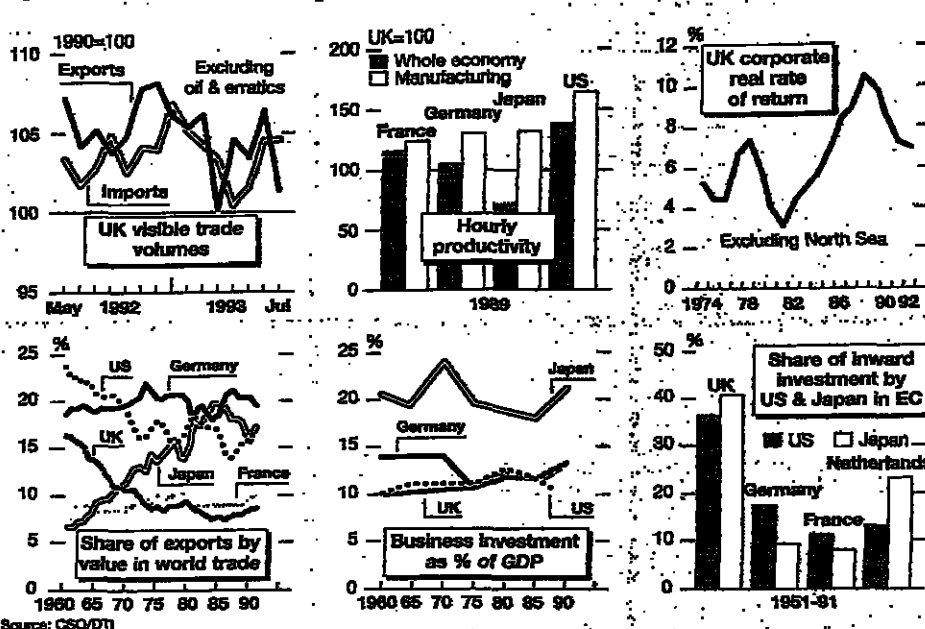 1990=100
110
105
100
95
Exports
Excluding
oil & erratics
Imports
UK visible trade
volumes
May 1992 1993 Jul
UK=100
200
150
100
50
0
Whole economy
Manufacturing
France
Germany
Japan
US
Hourly
productivity
1989
%
12
10
8
6
4
2
0
UK corporate
real rate
of return
Excluding North Sea
1974 78 82 86 90 92
%
25
20
15
10
5
0
US
Germany
UK
Japan
France
Share of exports by
value in world trade
1960 65 70 75 80 85 90
Source: CSO/DTI
%
25
20
15
10
5
0
Japan
Germany
UK
US
Business investment
as % of GDP
1960 65 70 75 80 85 90
%
50
40
30
20
10
0
Share of inward
investment by
US & Japan in EC
US
Japan
UK
Germany
France
Netherlands
1951-91